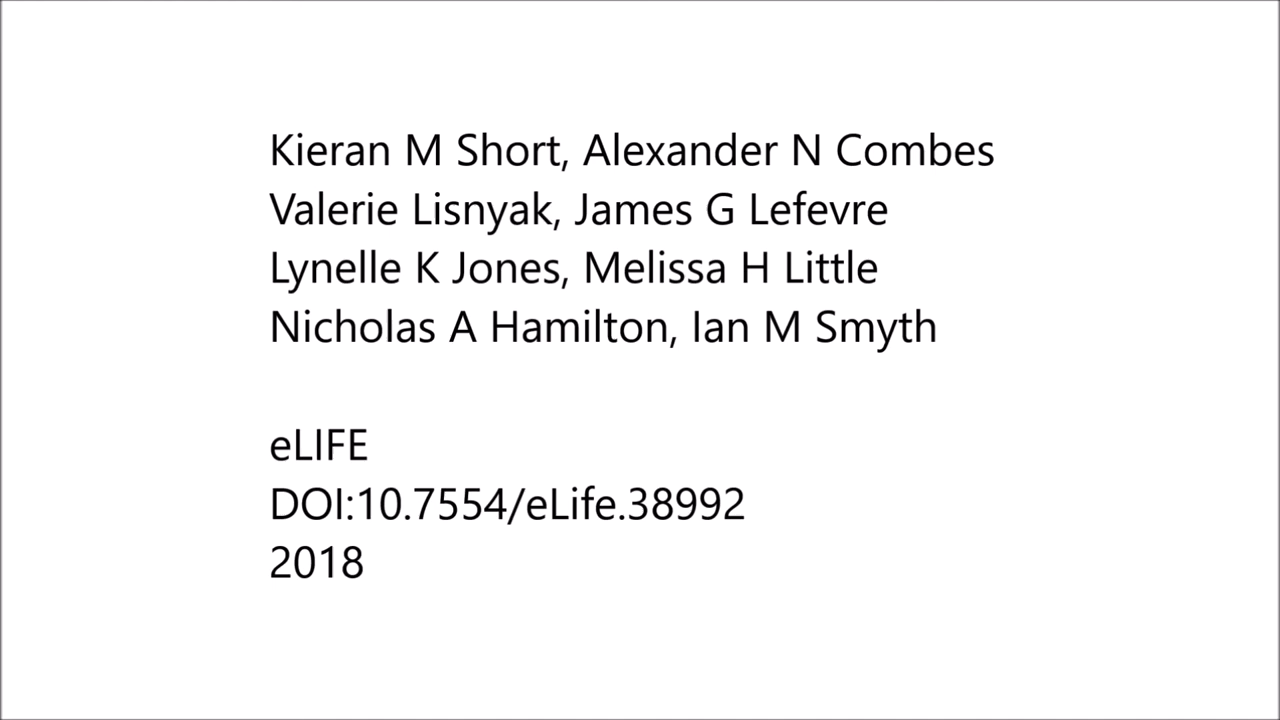 Kieran M Short, Alexander N Combes
Valerie Lisnyak, James G Lefevre
Lynelle K Jones, Melissa H Little
Nicholas A Hamilton, Ian M Smyth
eLIFE
DOI:10.7554/eLife.38992
2018